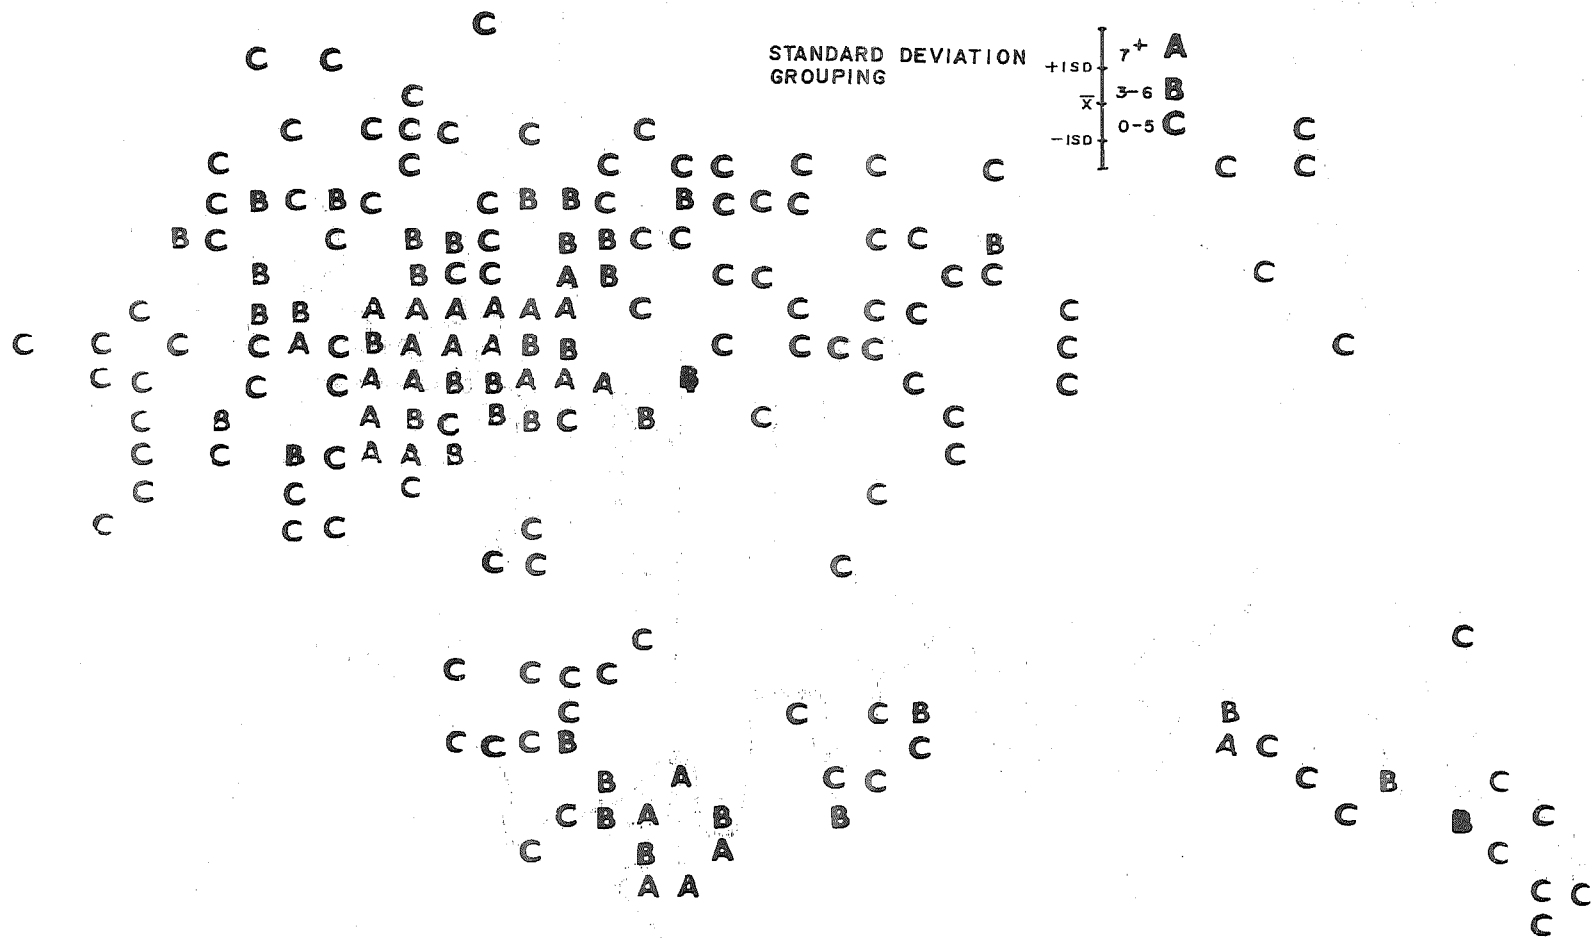 C
C C STANDARD DEVIATION 7+ A
GROUPING +1SD
C X̄ 3-6 B
C C C C C C 0-5 C C
-1SD
C C C C C C C C C C
C B C B C C B B C B C C C
B C C B B C B B C C C C B
B B C C A B C C C C C
C B B A A A A A A C C C C C
C C C C A C B A A A B B C C C C C C
C C C C A A B B A A A B C C
C B A B C B B C B C C
C C B C A A B C
C C C C
C C C C
C C C
C C
C C C C
C C C B B
C C C B C A C
B A C C C B C
C B A B B C B C
C B A C
A A C C
C